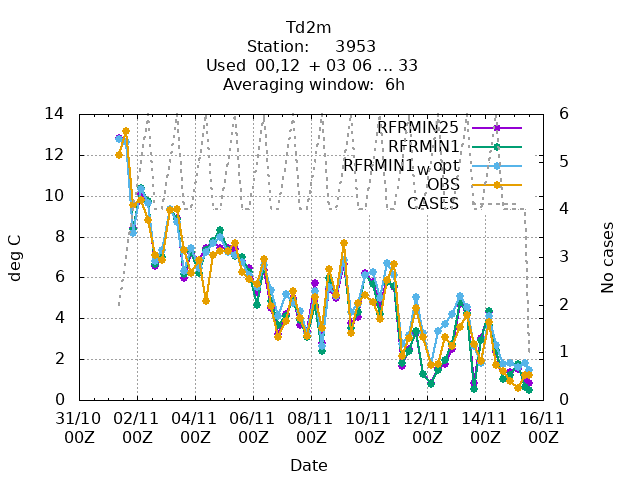 Td2m
Station: 3953
Used 00,12 + 03 06 ... 33
Averaging window: 6h
14 6
RFRMIN25
RFRMIN1
RFRMIN1w opt
OBS
CASES
12 5
10 4
8
6 3
4 2
2 1
0 0
deg C
No cases
31/10 02/11 04/11 06/11 08/11 10/11 12/11 14/11 16/11
00Z 00Z 00Z 00Z 00Z 00Z 00Z 00Z 00Z
Date